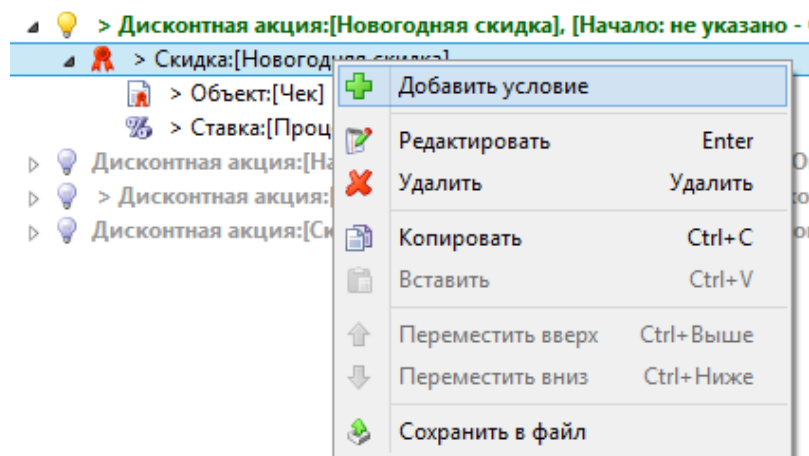 > Дисконтная акция:[Новогодняя скидка], [Начало: не указано -
> Скидка:[Новогодняя скидка]
Добавить условие
> Объект:[Чек]
> Ставка:[Проц
Редактировать Enter
Дисконтная акция:[На
Удалить Удалить
> Дисконтная акция:[
Дисконтная акция:[Ск
Копировать Ctrl+C
Вставить Ctrl+V
Переместить вверх Ctrl+Выше
Переместить вниз Ctrl+Ниже
Сохранить в файл